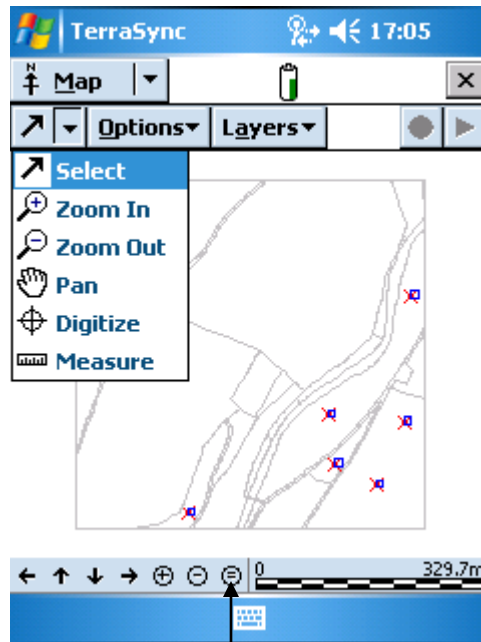 TerraSync 17:05
N
Map
Options Layers
Select
Zoom In
Zoom Out
Pan
Digitize
Measure
0 329.7m